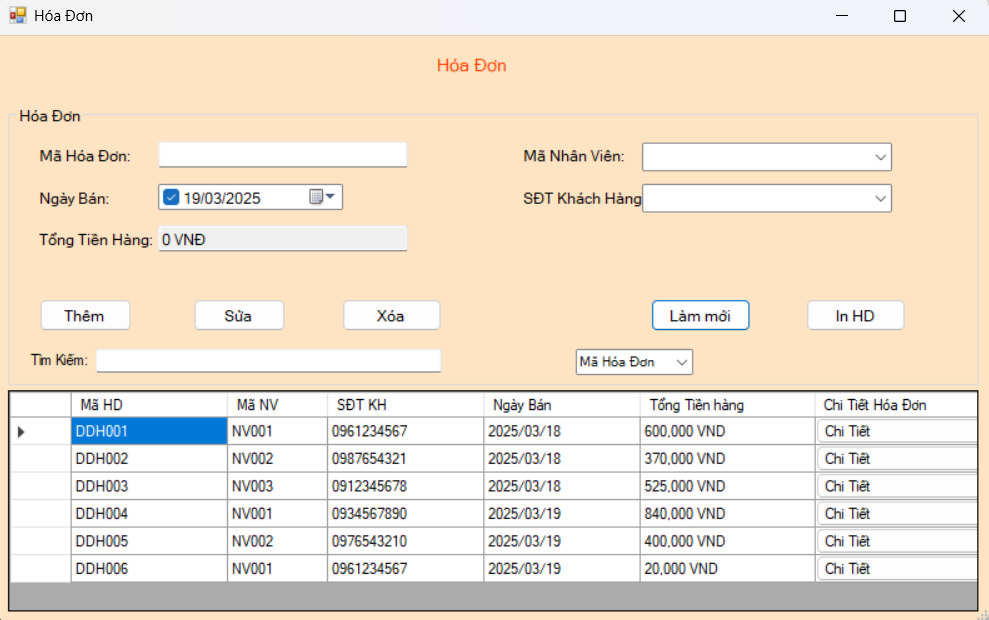 Hóa Đơn
Hóa Đơn
Hóa Đơn
Mã Hóa Đơn: Mã Nhân Viên:
Ngày Bán: 19/03/2025 SĐT Khách Hàng
Tổng Tiền Hàng: 0 VNĐ
Thêm Sửa Xóa Làm mới In HD
Tìm Kiếm: Mã Hóa Đơn
Mã HD Mã NV SĐT KH Ngày Bán Tổng Tiền hàng Chi Tiết Hóa Đơn
DDH001 NV001 0961234567 2025/03/18 600,000 VND Chi Tiết
DDH002 NV002 0987654321 2025/03/18 370,000 VND Chi Tiết
DDH003 NV003 0912345678 2025/03/18 525,000 VND Chi Tiết
DDH004 NV001 0934567890 2025/03/19 840,000 VND Chi Tiết
DDH005 NV002 0976543210 2025/03/19 400,000 VND Chi Tiết
DDH006 NV001 0961234567 2025/03/19 20,000 VND Chi Tiết